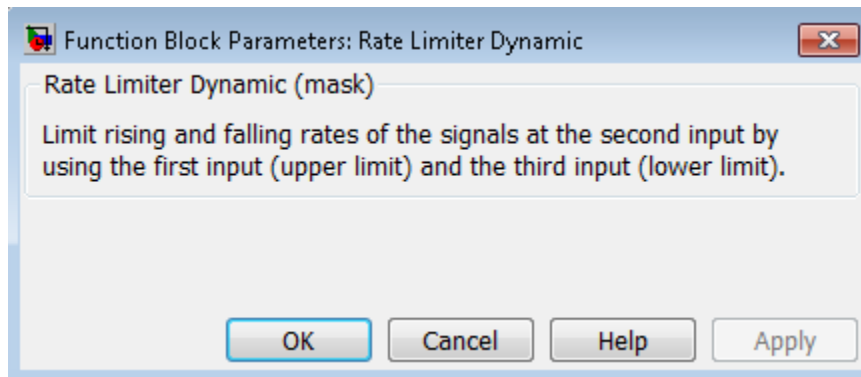 Function Block Parameters: Rate Limiter Dynamic
Rate Limiter Dynamic (mask)
Limit rising and falling rates of the signals at the second input by
using the first input (upper limit) and the third input (lower limit).
OK Cancel Help Apply